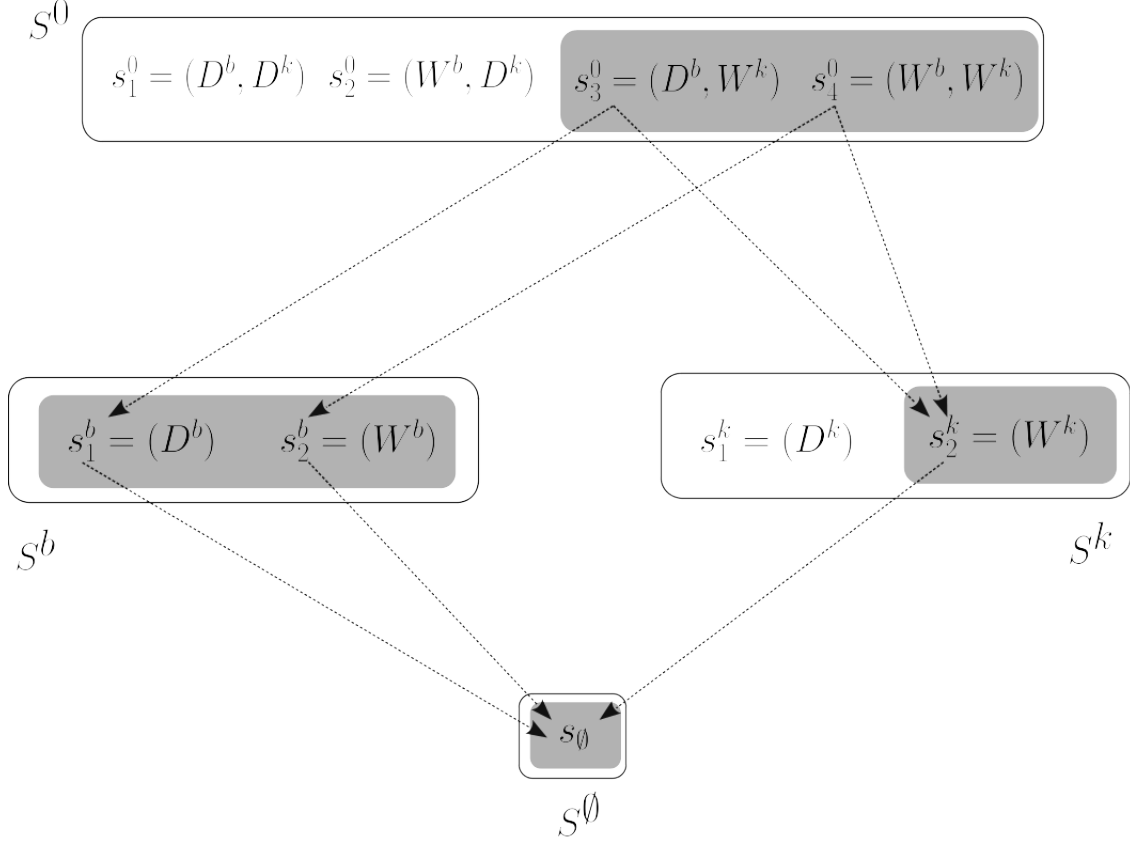 S^0
s_1^0 = (D^b, D^k) s_2^0 = (W^b, D^k) s_3^0 = (D^b, W^k) s_4^0 = (W^b, W^k)
s_1^b = (D^b) s_2^b = (W^b) s_1^k = (D^k) s_2^k = (W^k)
S^b S^k
s_∅
S^∅